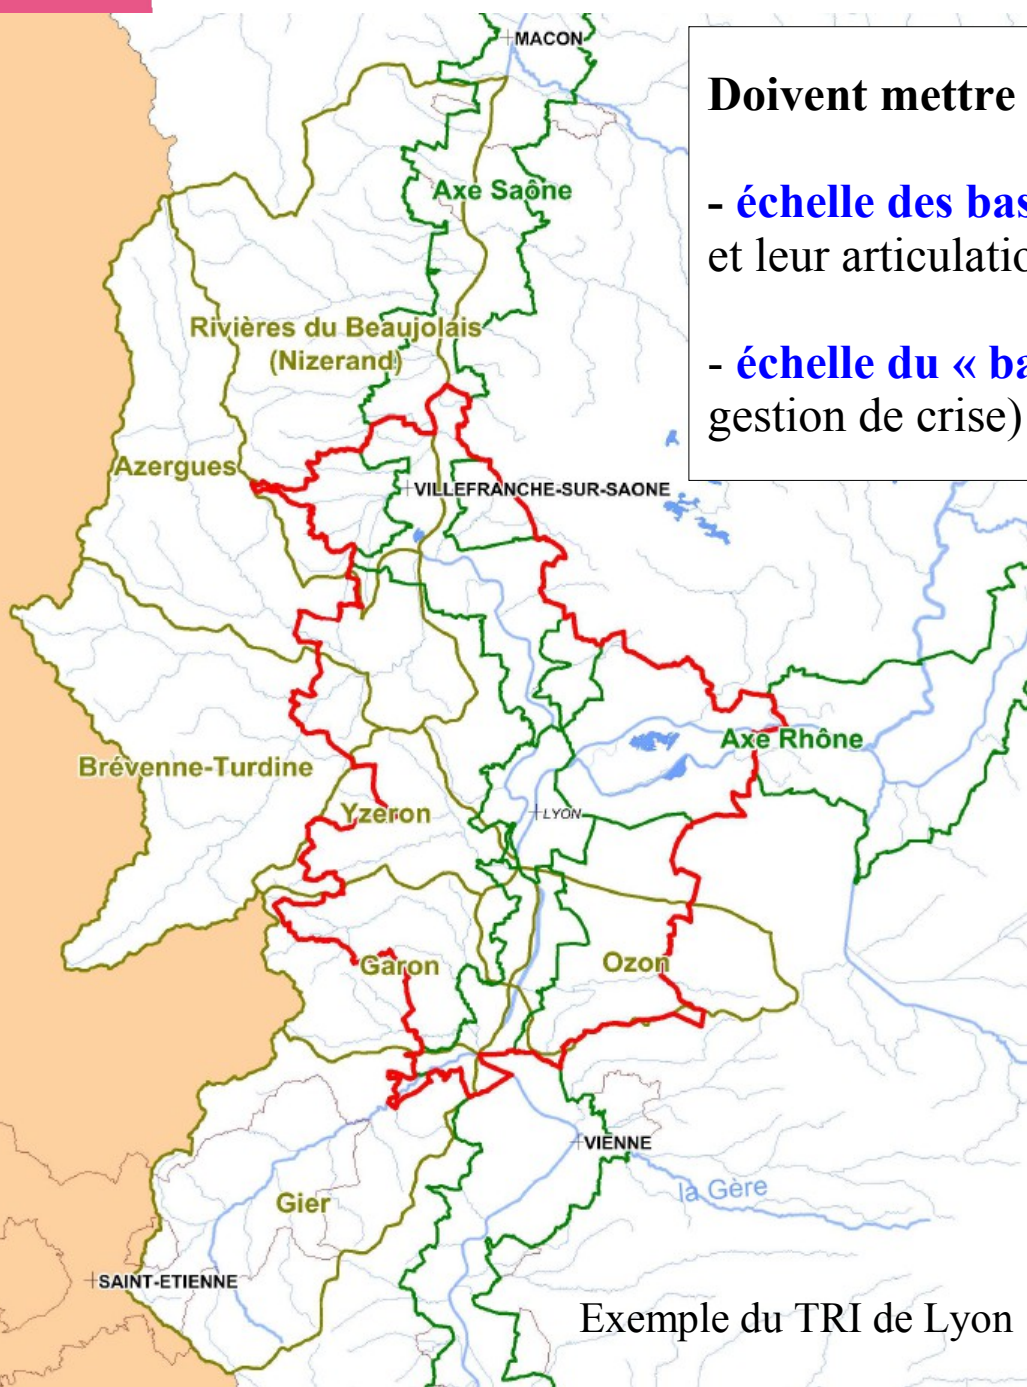 MACON
Doivent mettre
- échelle des bas
et leur articulatio
- échelle du « ba
gestion de crise)
Axe Saône
Rivières du Beaujolais
(Nizerand)
Azergues
VILLEFRANCHE-SUR-SAONE
Axe Rhône
Brévenne-Turdine
Yzeron
LYON
Garon
Ozon
VIENNE
la Gère
Gier
SAINT-ETIENNE
Exemple du TRI de Lyon